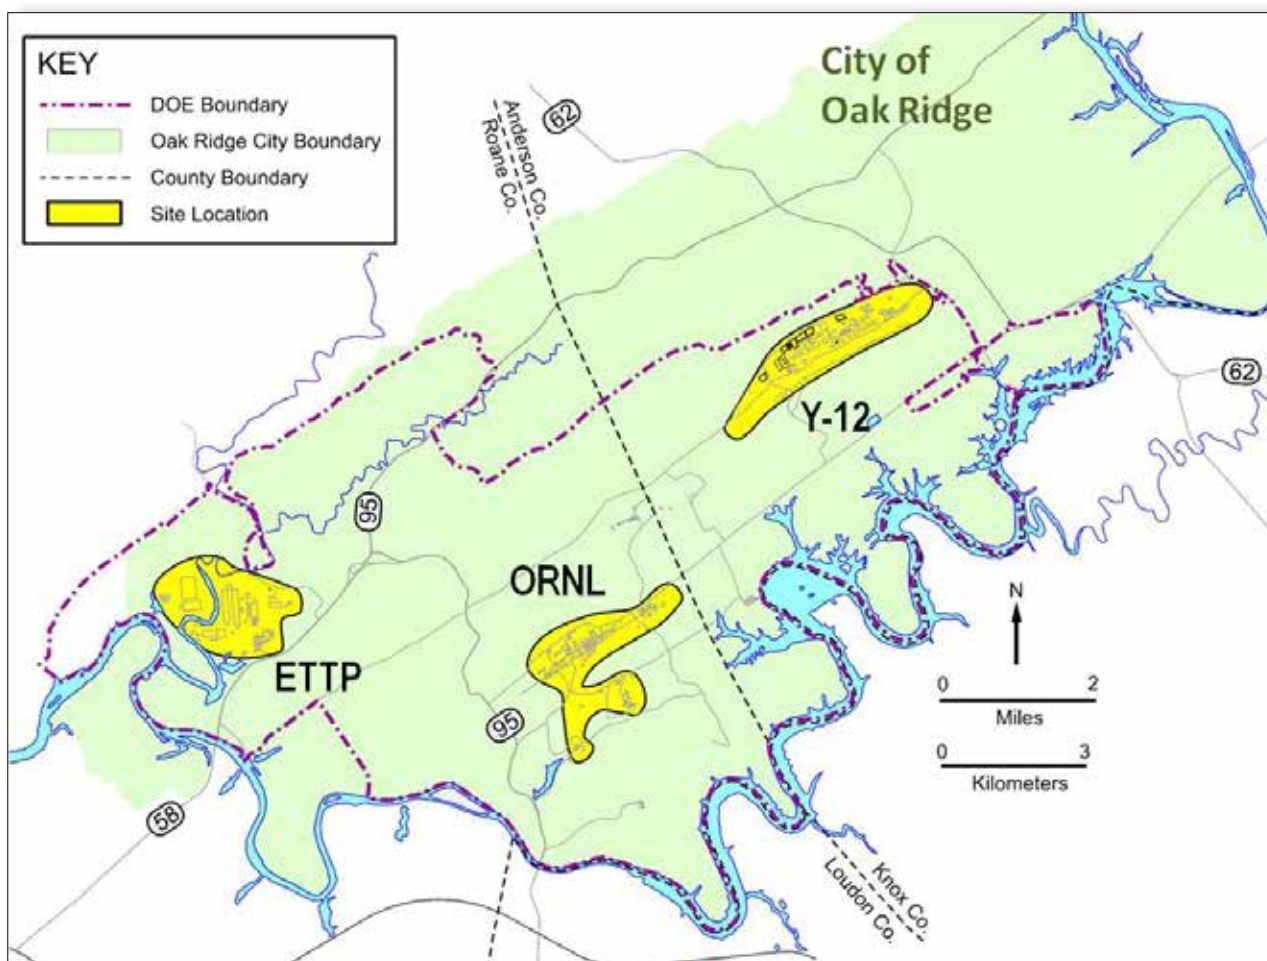 KEY
DOE Boundary
Oak Ridge City Boundary
County Boundary
Site Location
City of
Oak Ridge
Anderson Co.
Roane Co.
62
62
Y-12
95
ORNL
ETTP
95
58
N
0 2
Miles
0 3
Kilometers
Knox Co.
Loudon Co.